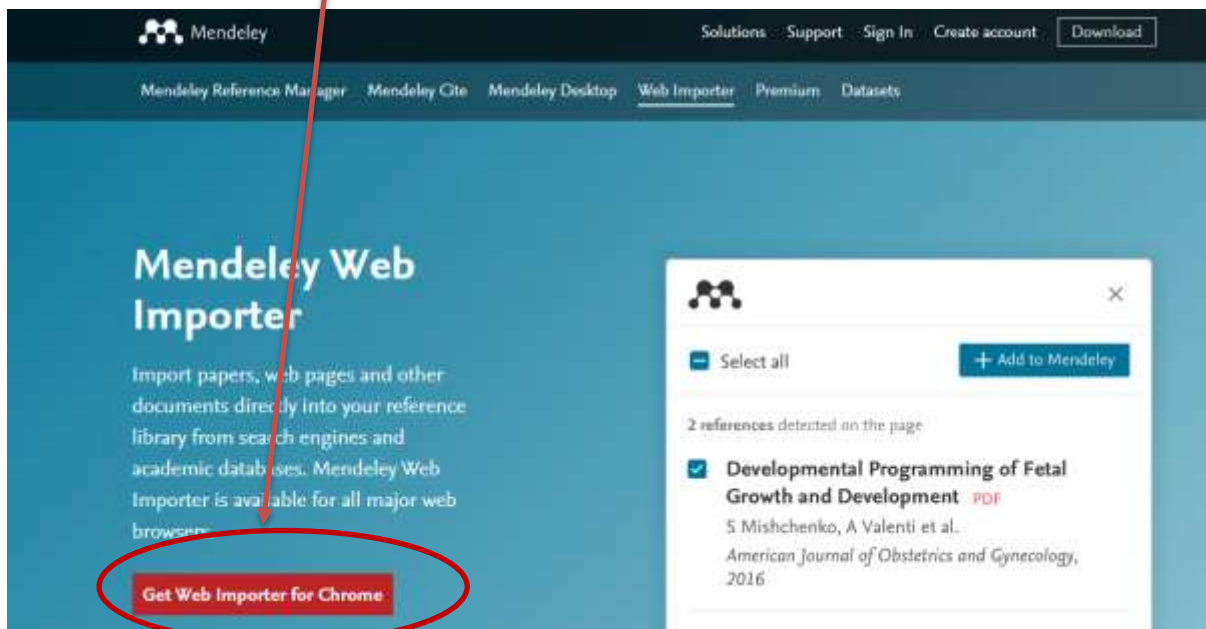 Mendeley
Solutions Support Sign In Create account Download
Mendeley Reference Manager Mendeley Cite Mendeley Desktop Web Importer Premium Datasets
Mendeley Web
Importer
Import papers, web pages and other
documents directly into your reference
library from search engines and
academic databases. Mendeley Web
Importer is available for all major web
browsers.
Get Web Importer for Chrome
×
Select all
+ Add to Mendeley
2 references detected on the page
Developmental Programming of Fetal
Growth and Development PDF
S Mishchenko, A Valenti et al.
American Journal of Obstetrics and Gynecology,
2016